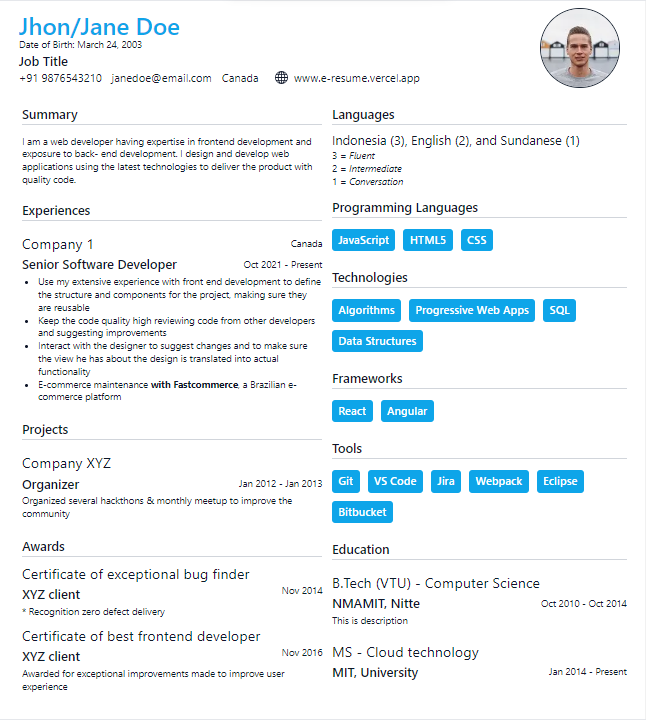 Jhon/Jane Doe
Date of Birth: March 24, 2003
Job Title
+91 9876543210 janedoe@email.com Canada www.e-resume.vercel.app
Summary
I am a web developer having expertise in frontend development and
exposure to back- end development. I design and develop web
applications using the latest technologies to deliver the product with
quality code.
Experiences
Company 1 Canada
Senior Software Developer Oct 2021 - Present
• Use my extensive experience with front end development to define
the structure and components for the project, making sure they
are reusable
• Keep the code quality high reviewing code from other developers
and suggesting improvements
• Interact with the designer to suggest changes and to make sure
the view he has about the design is translated into actual
functionality
• E-commerce maintenance with Fastcommerce, a Brazilian e-
commerce platform
Projects
Company XYZ
Organizer Jan 2012 - Jan 2013
Organized several hackthons & monthly meetup to improve the
community
Awards
Certificate of exceptional bug finder
XYZ client Nov 2014
* Recognition zero defect delivery
Certificate of best frontend developer
XYZ client Nov 2016
Awarded for exceptional improvements made to improve user
experience
Languages
Indonesia (3), English (2), and Sundanese (1)
3 = Fluent
2 = Intermediate
1 = Conversation
Programming Languages
JavaScript HTML5 CSS
Technologies
Algorithms Progressive Web Apps SQL
Data Structures
Frameworks
React Angular
Tools
Git VS Code Jira Webpack Eclipse
Bitbucket
Education
B.Tech (VTU) - Computer Science
NMAMIT, Nitte Oct 2010 - Oct 2014
This is description
MS - Cloud technology
MIT, University Jan 2014 - Present